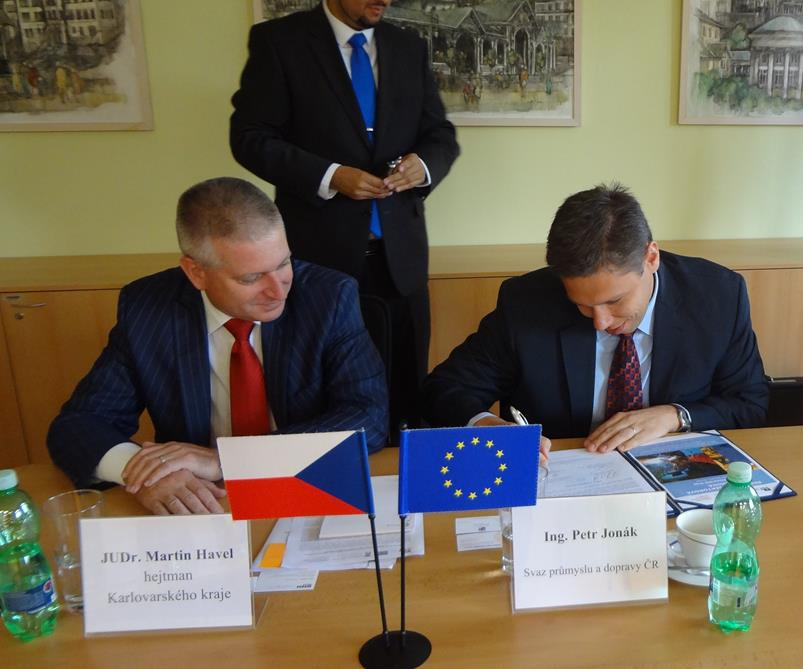 JUDr. Martin Havel
hejtman
Karlovarského kraje
Ing. Petr Jonák
Svaz průmyslu a dopravy ČR